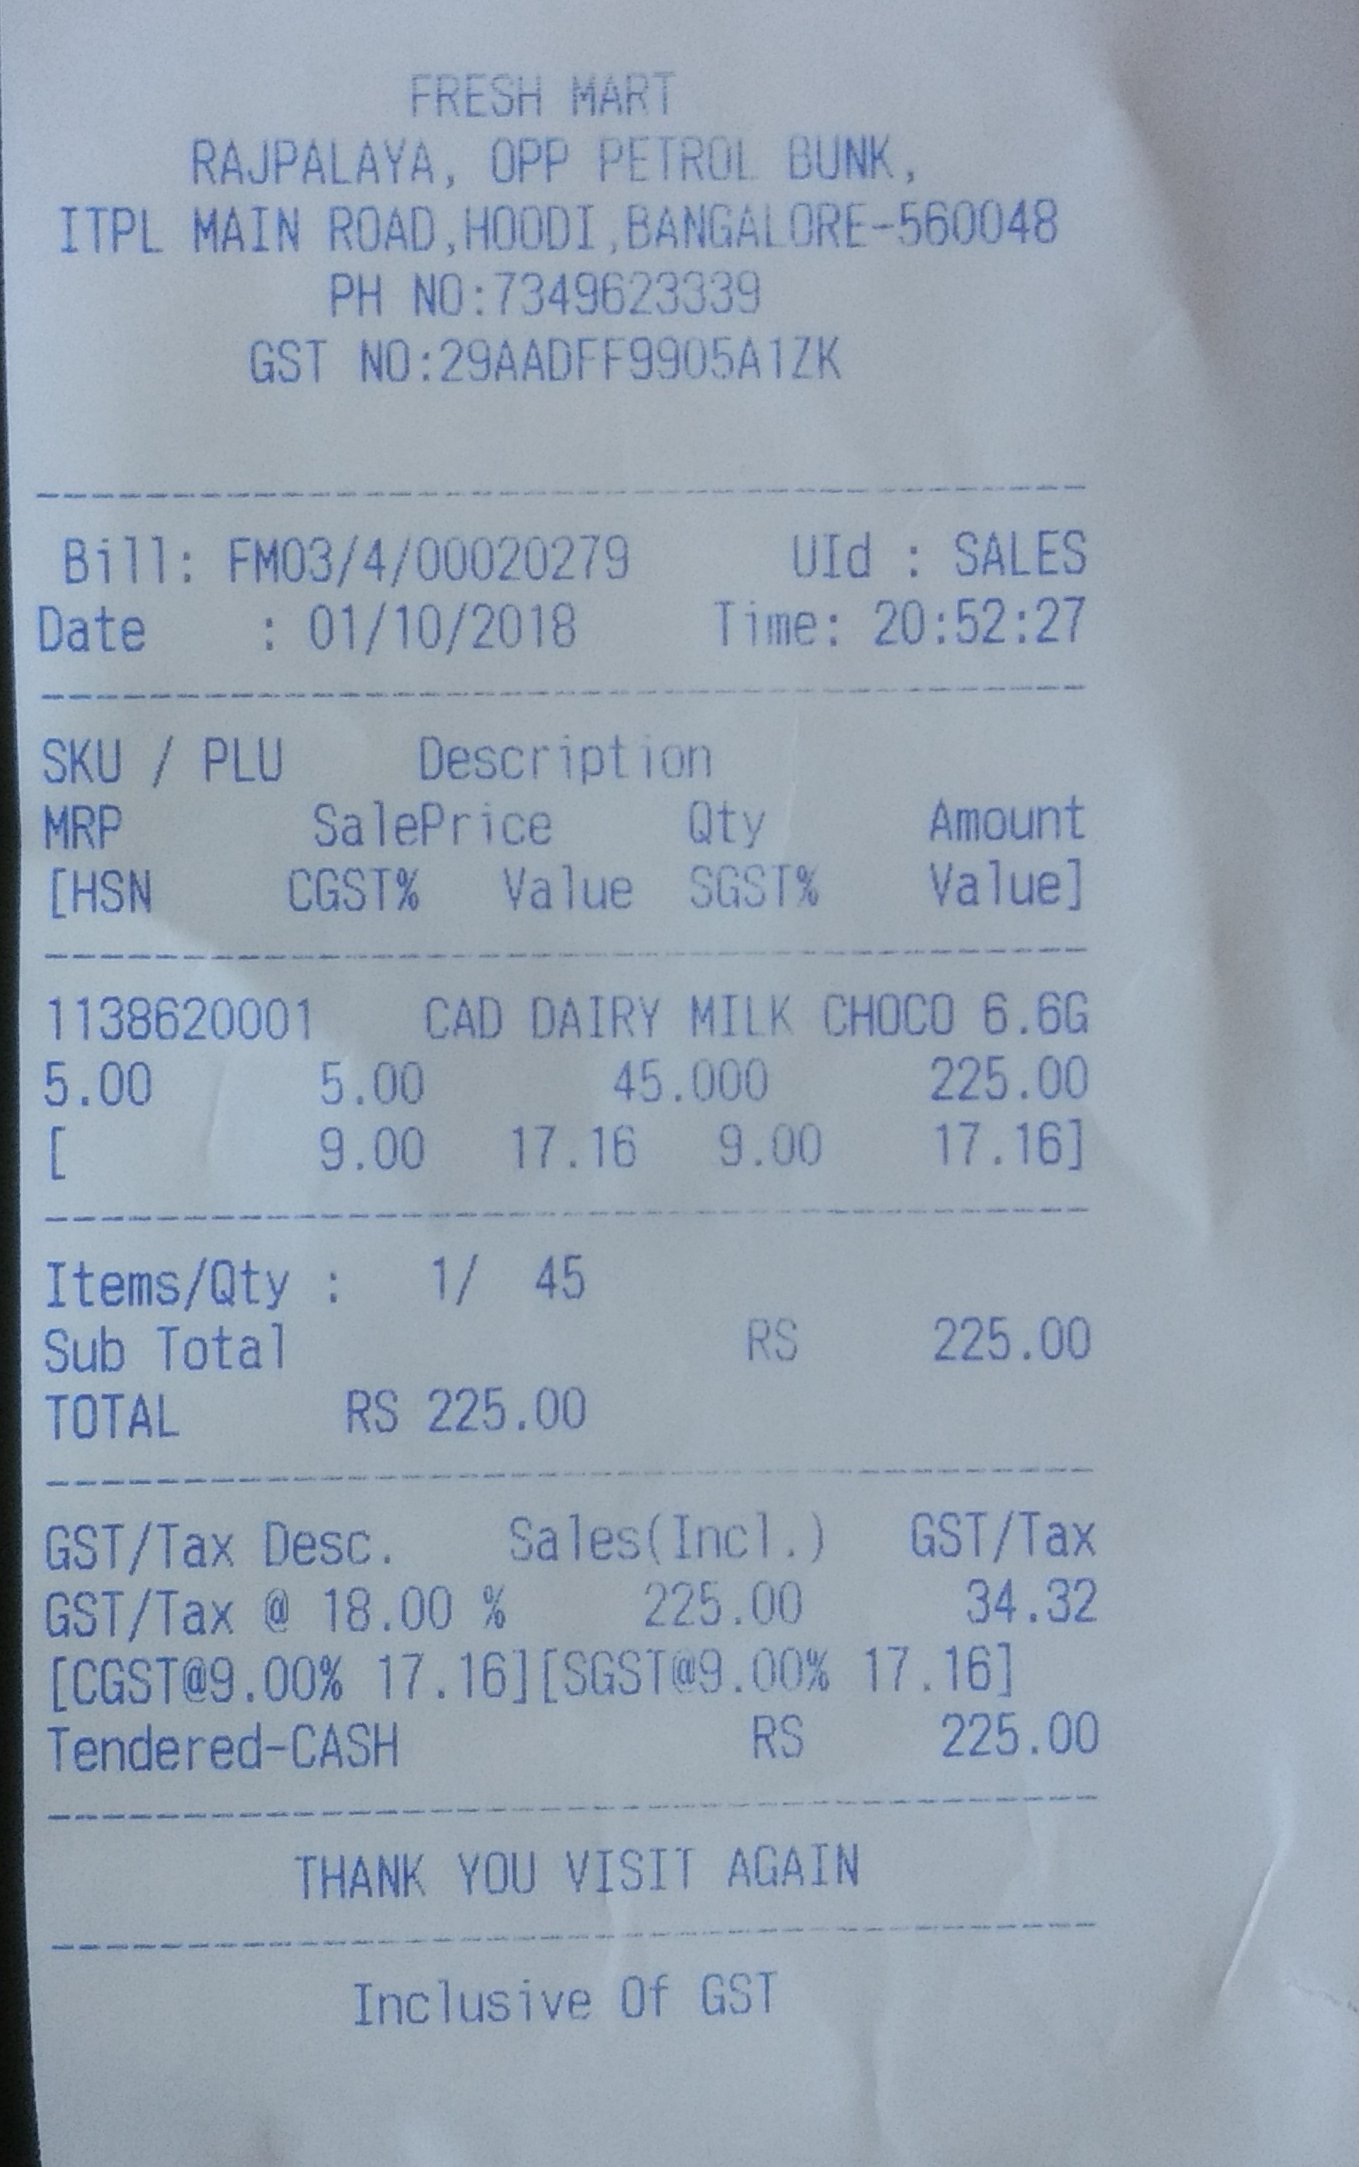 FRESH MART
RAJPALAYA, OPP PETROL BUNK,
ITPL MAIN ROAD,HOODI,BANGALORE-560048
PH NO:7349623339
GST NO:29AADFF9905A1ZK
Bill: FM03/4/00020279 UId : SALES
Date : 01/10/2018 Time: 20:52:27
SKU / PLU Description
MRP SalePrice Qty Amount
[HSN CGST% Value SGST% Value]
1138620001 CAD DAIRY MILK CHOCO 6.6G
5.00 5.00 45.000 225.00
[ 9.00 17.16 9.00 17.16]
Items/Qty : 1/ 45
Sub Total RS 225.00
TOTAL RS 225.00
GST/Tax Desc. Sales(Incl.) GST/Tax
GST/Tax @ 18.00 % 225.00 34.32
[CGST@9.00% 17.16][SGST@9.00% 17.16]
Tendered-CASH RS 225.00
THANK YOU VISIT AGAIN
Inclusive Of GST